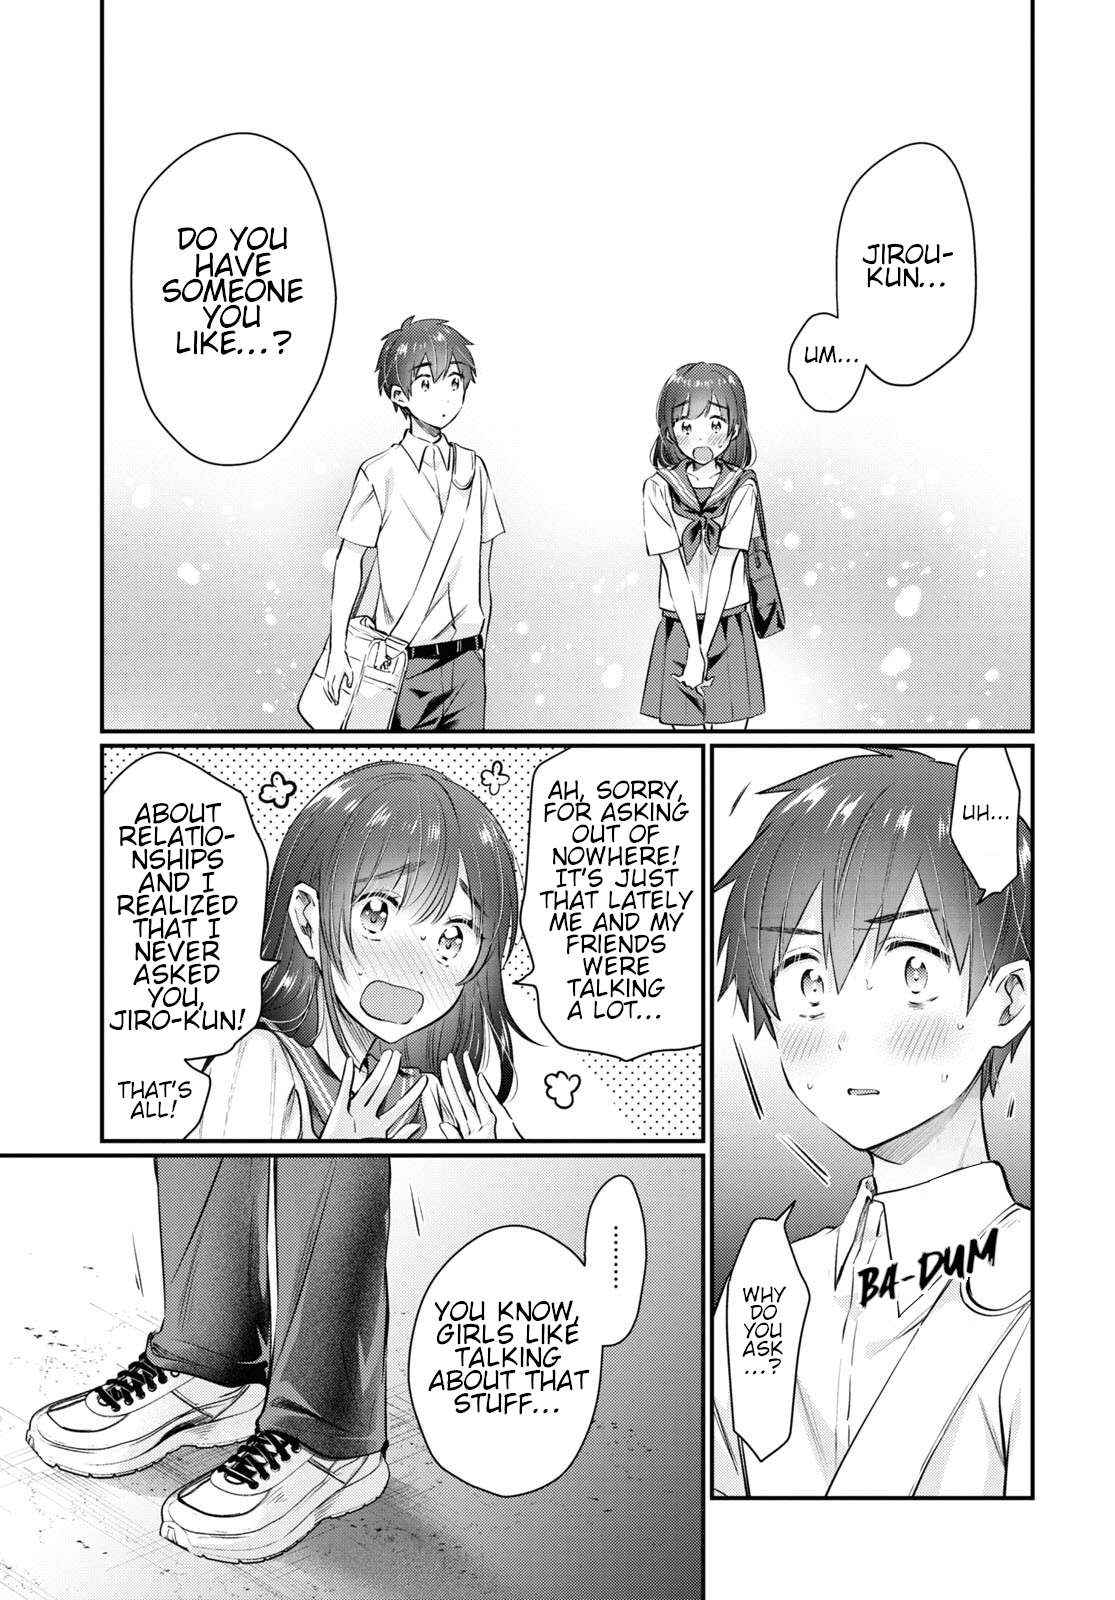 JIROU-
KUN...
UM...
DO YOU
HAVE
SOMEONE
YOU
LIKE...?
UH...
BA-DUM
WHY
DO
YOU
ASK
...?
AH, SORRY,
FOR ASKING
OUT OF
NOWHERE!
IT'S JUST
THAT LATELY
ME AND MY
FRIENDS
WERE
TALKING
A LOT...
ABOUT
RELATIO-
NSHIPS
AND I
REALIZED
THAT I
NEVER
ASKED
YOU,
JIRO-KUN!
THAT'S
ALL!
.........
YOU KNOW,
GIRLS LIKE
TALKING
ABOUT THAT
STUFF...